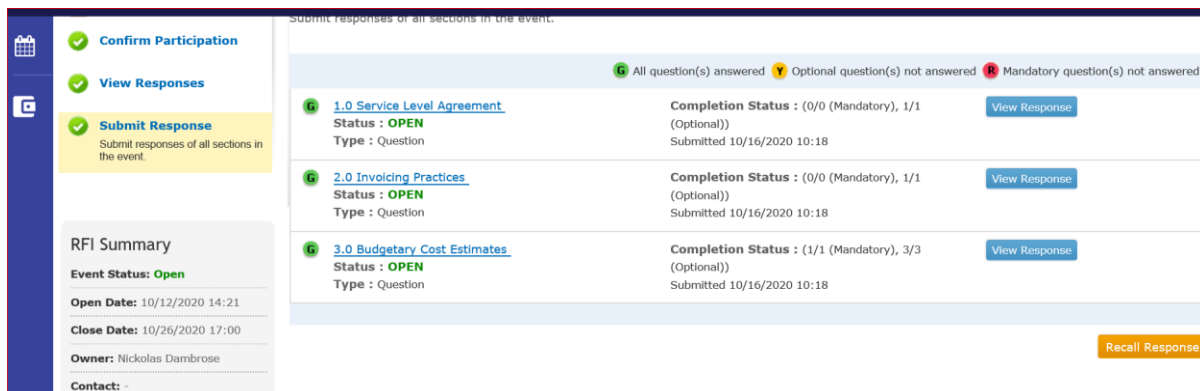 Submit responses of all sections in the event.
Confirm Participation
View Responses
Submit Response
Submit responses of all sections in
the event.
RFI Summary
Event Status: Open
Open Date: 10/12/2020 14:21
Close Date: 10/26/2020 17:00
Owner: Nickolas Dambrose
Contact: -
G All question(s) answered Y Optional question(s) not answered R Mandatory question(s) not answered
G 1.0 Service Level Agreement
Status : OPEN
Type : Question
Completion Status : (0/0 (Mandatory), 1/1
(Optional))
Submitted 10/16/2020 10:18
View Response
G 2.0 Invoicing Practices
Status : OPEN
Type : Question
Completion Status : (0/0 (Mandatory), 1/1
(Optional))
Submitted 10/16/2020 10:18
View Response
G 3.0 Budgetary Cost Estimates
Status : OPEN
Type : Question
Completion Status : (1/1 (Mandatory), 3/3
(Optional))
Submitted 10/16/2020 10:18
View Response
Recall Response